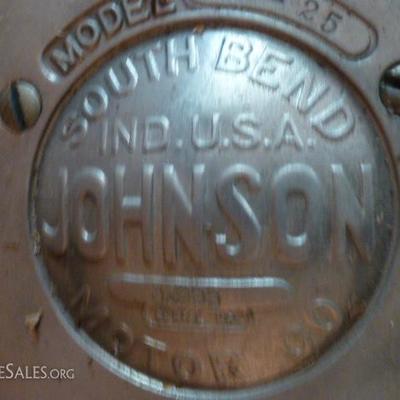 MODEL 25
SOUTH BEND
IND. U.S.A.
JOHNSON
MOTOR CO.
ESALES.ORG